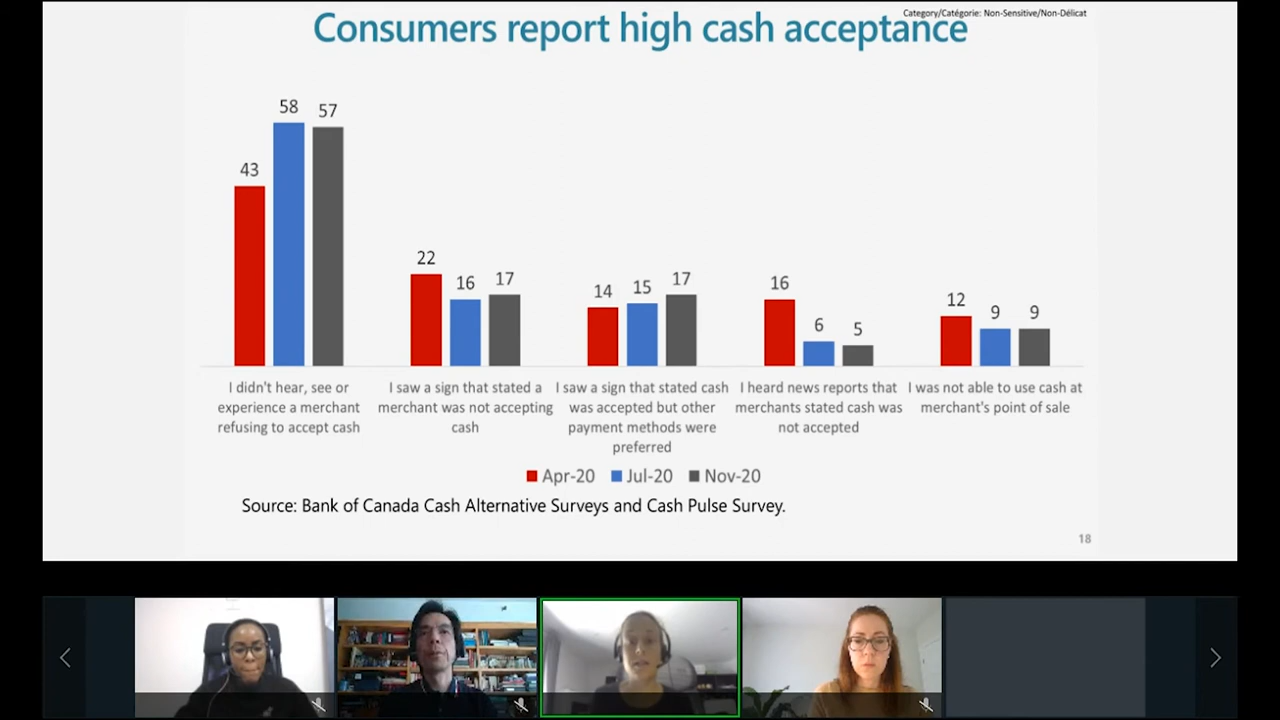 Category/Catégorie: Non-Sensitive/Non-Délicat
Consumers report high cash acceptance
43
58
57
22
16
17
14
15
17
16
6
5
12
9
9
I didn't hear, see or
experience a merchant
refusing to accept cash
I saw a sign that stated a
merchant was not accepting
cash
I saw a sign that stated cash
was accepted but other
payment methods were
preferred
I heard news reports that
merchants stated cash was
not accepted
I was not able to use cash at
merchant's point of sale
Apr-20 Jul-20 Nov-20
Source: Bank of Canada Cash Alternative Surveys and Cash Pulse Survey.
18